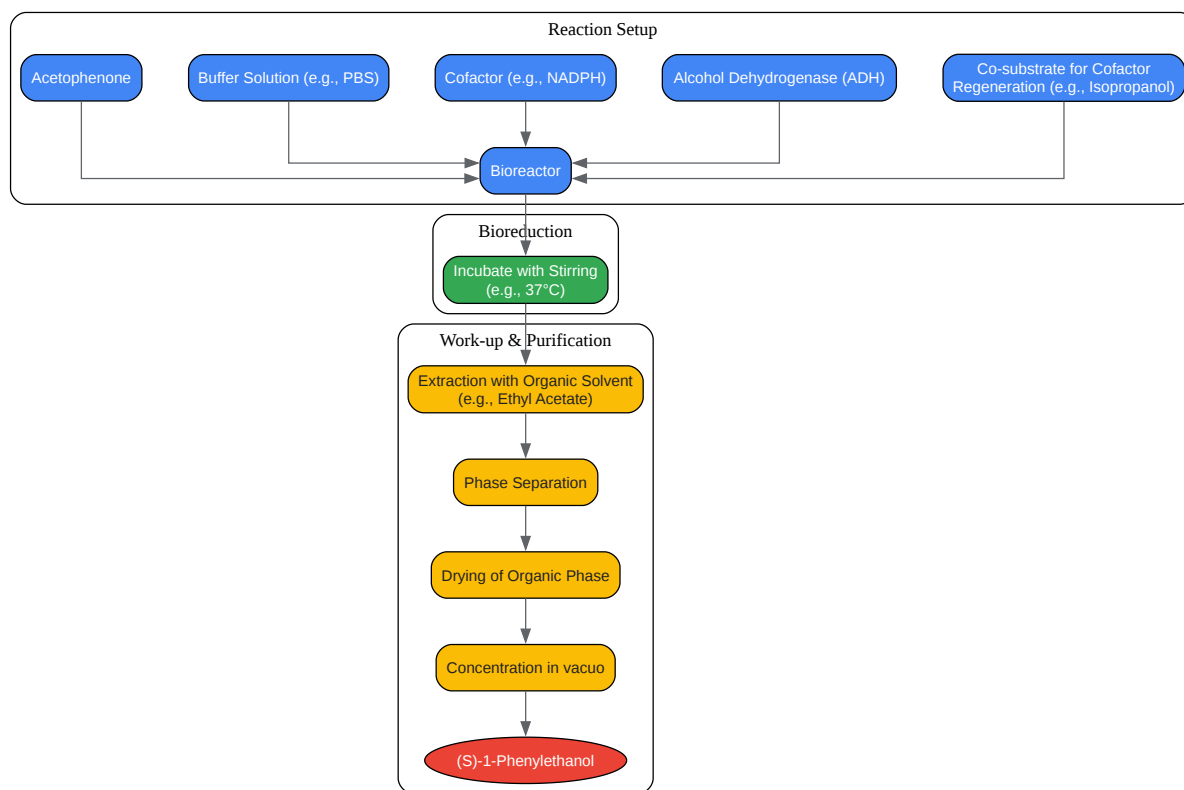 Reaction Setup
Acetophenone
Buffer Solution (e.g., PBS)
Cofactor (e.g., NADPH)
Alcohol Dehydrogenase (ADH)
Co-substrate for Cofactor
Regeneration (e.g., Isopropanol)
Bioreactor
Bioreduction
Incubate with Stirring
(e.g., 37°C)
Work-up & Purification
Extraction with Organic Solvent
(e.g., Ethyl Acetate)
Phase Separation
Drying of Organic Phase
Concentration in vacuo
(S)-1-Phenylethanol